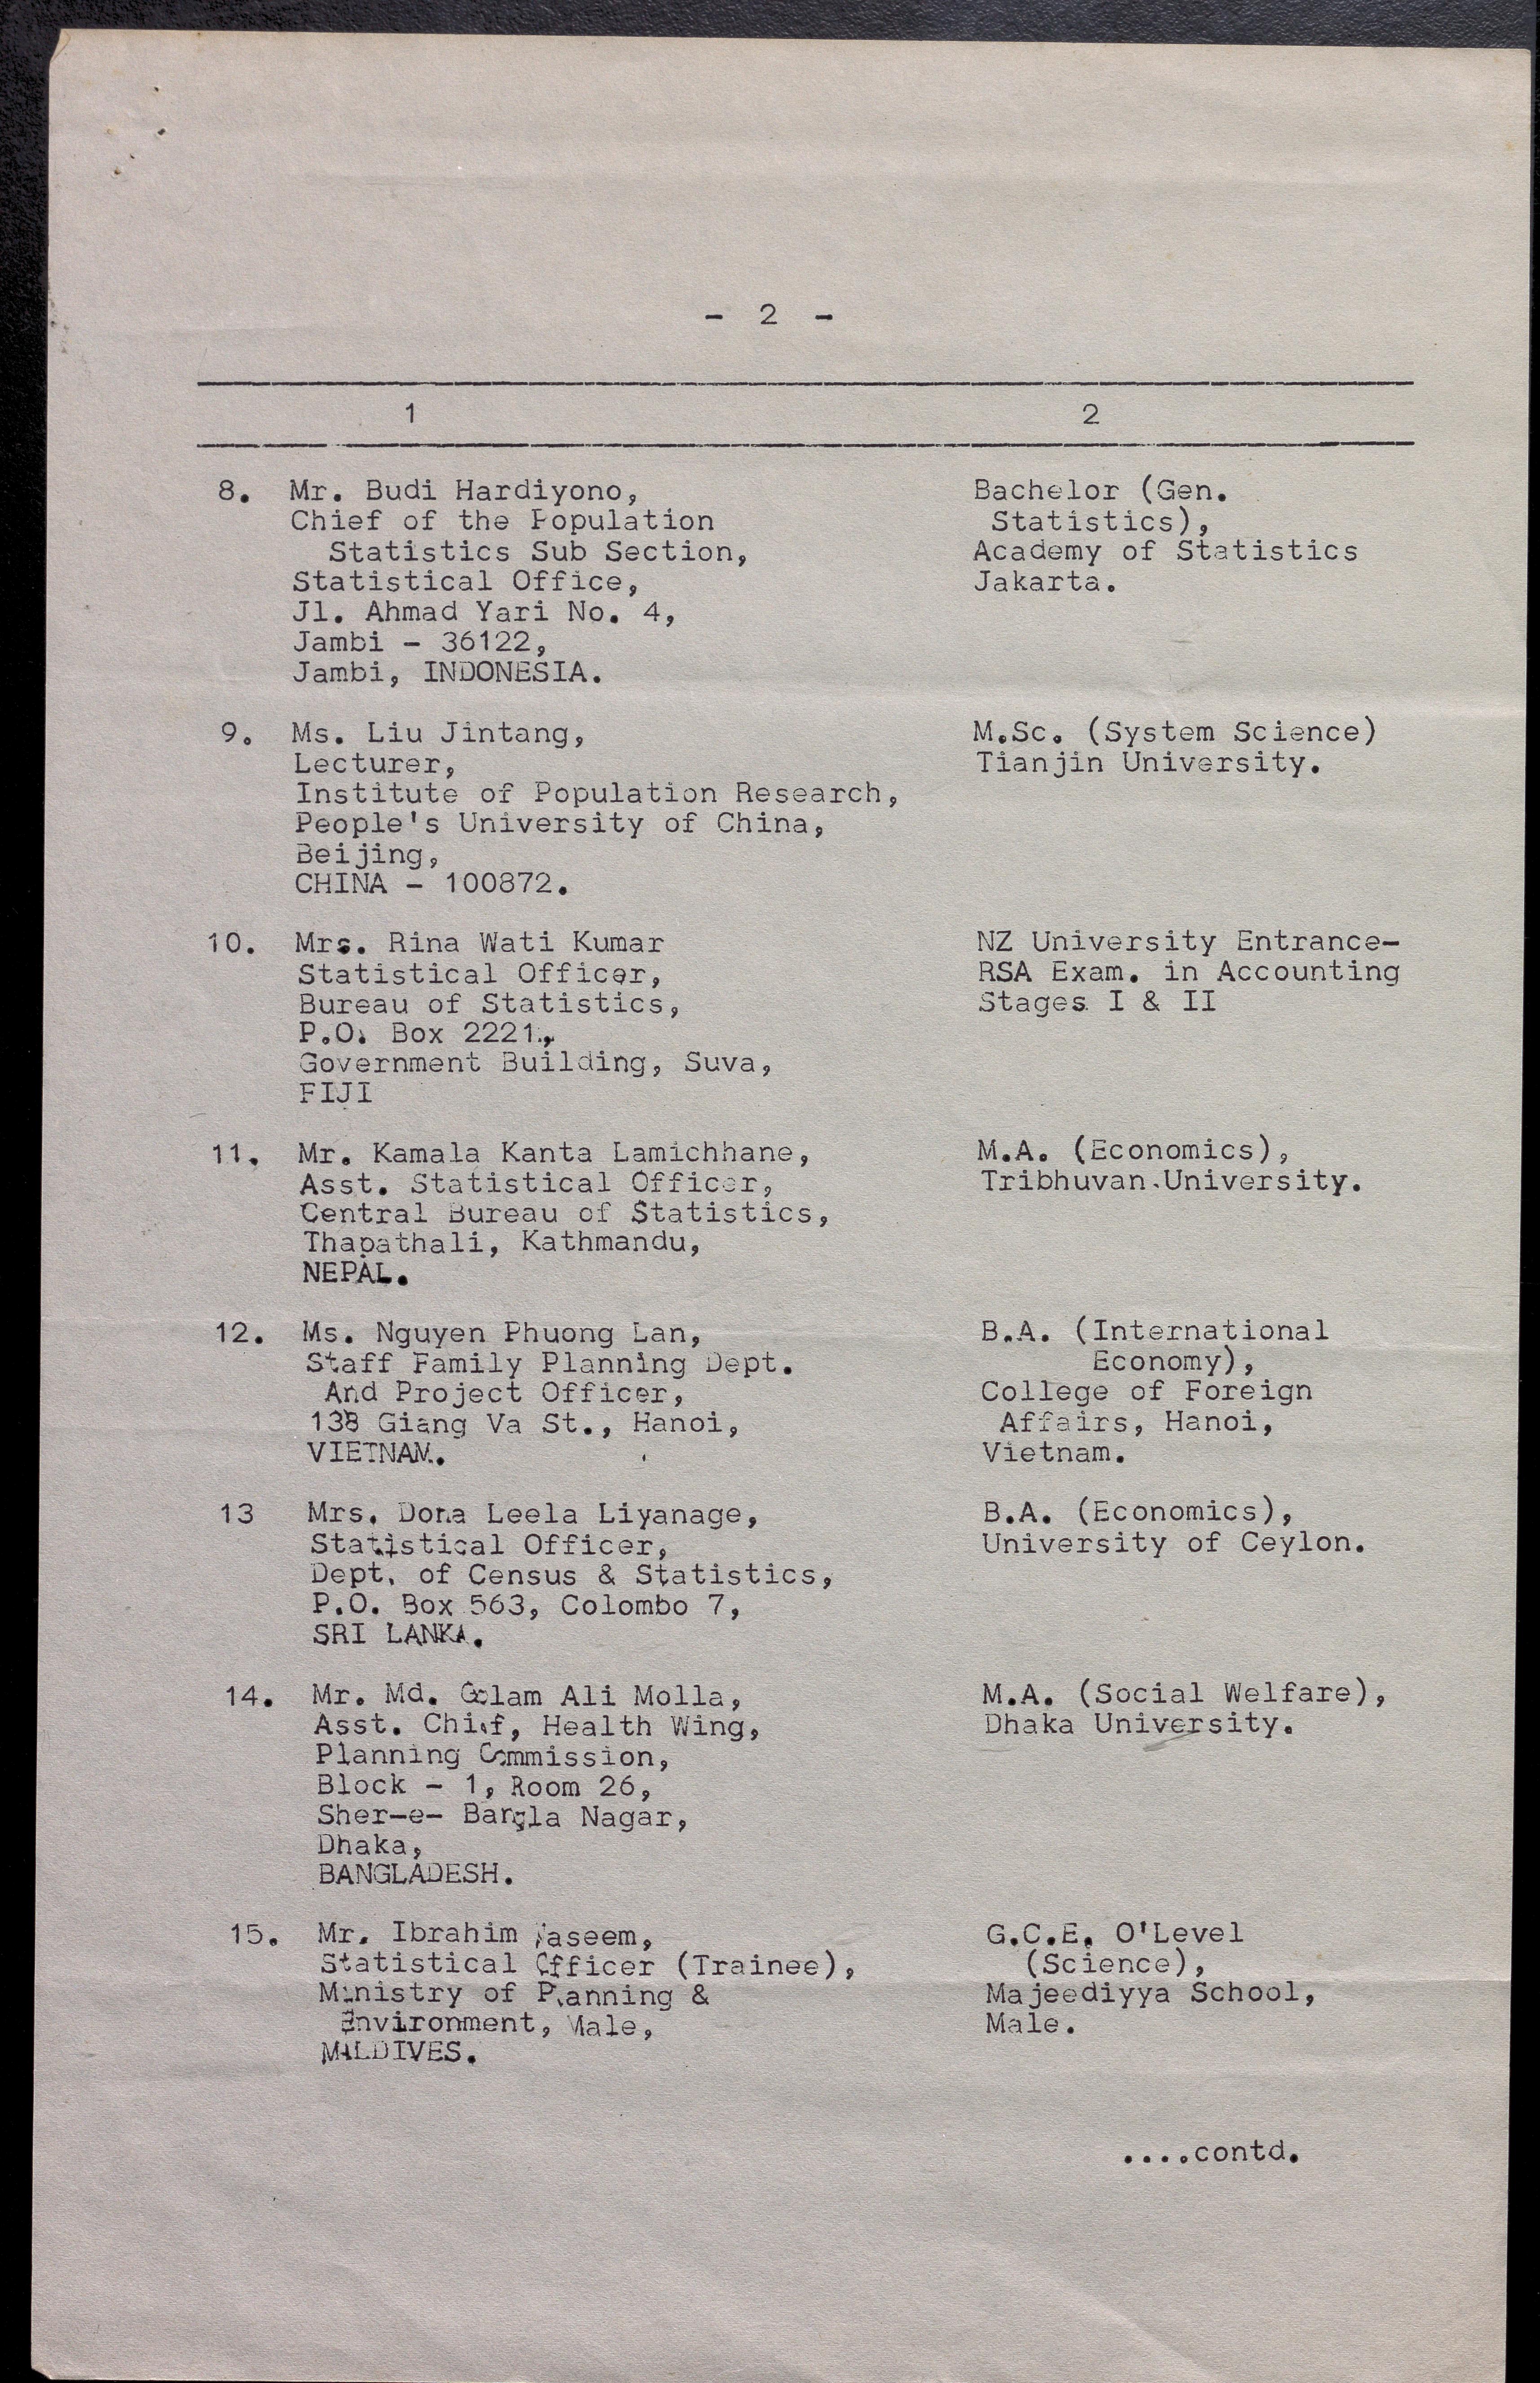 - 2 -
1 2
8. Mr. Budi Hardiyono,
Chief of the Population
Statistics Sub Section,
Statistical Office,
Jl. Ahmad Yari No. 4,
Jambi - 36122,
Jambi, INDONESIA.
Bachelor (Gen.
Statistics),
Academy of Statistics
Jakarta.
9. Ms. Liu Jintang,
Lecturer,
Institute of Population Research,
People's University of China,
Beijing,
CHINA - 100872.
M.Sc. (System Science)
Tianjin University.
10. Mrs. Rina Wati Kumar
Statistical Officer,
Bureau of Statistics,
P.O. Box 2221,
Government Building, Suva,
FIJI
NZ University Entrance-
RSA Exam. in Accounting
Stages I & II
11. Mr. Kamala Kanta Lamichhane,
Asst. Statistical Officer,
Central Bureau of Statistics,
Thapathali, Kathmandu,
NEPAL.
M.A. (Economics),
Tribhuvan University.
12. Ms. Nguyen Phuong Lan,
Staff Family Planning Dept.
And Project Officer,
138 Giang Va St., Hanoi,
VIETNAM.
B.A. (International
Economy),
College of Foreign
Affairs, Hanoi,
Vietnam.
13 Mrs. Dona Leela Liyanage,
Statistical Officer,
Dept. of Census & Statistics,
P.O. Box 563, Colombo 7,
SRI LANKA.
B.A. (Economics),
University of Ceylon.
14. Mr. Md. Golam Ali Molla,
Asst. Chief, Health Wing,
Planning Commission,
Block - 1, Room 26,
Sher-e- Bangla Nagar,
Dhaka,
BANGLADESH.
M.A. (Social Welfare),
Dhaka University.
15. Mr. Ibrahim
Statistical Officer (Trainee),
Ministry of Planning &
Environment, Male,
MALDIVES.
G.C.E. O'Level
(Science),
Majeediyya School,
Male.
....contd.